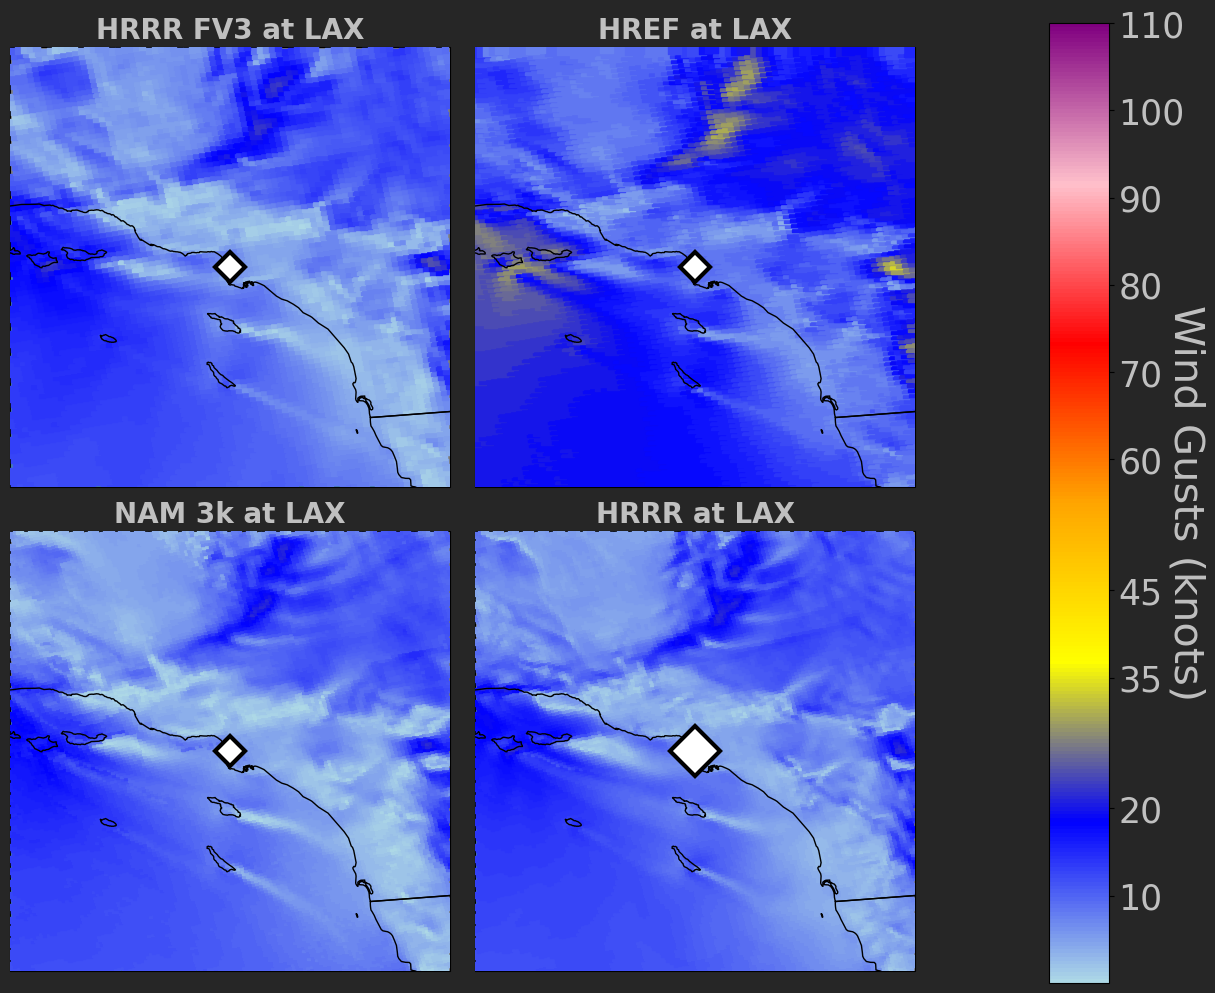 HRRR FV3 at LAX
HREF at LAX
NAM 3k at LAX
HRRR at LAX
110
100
90
80
70
60
45
35
20
10
Wind Gusts (knots)